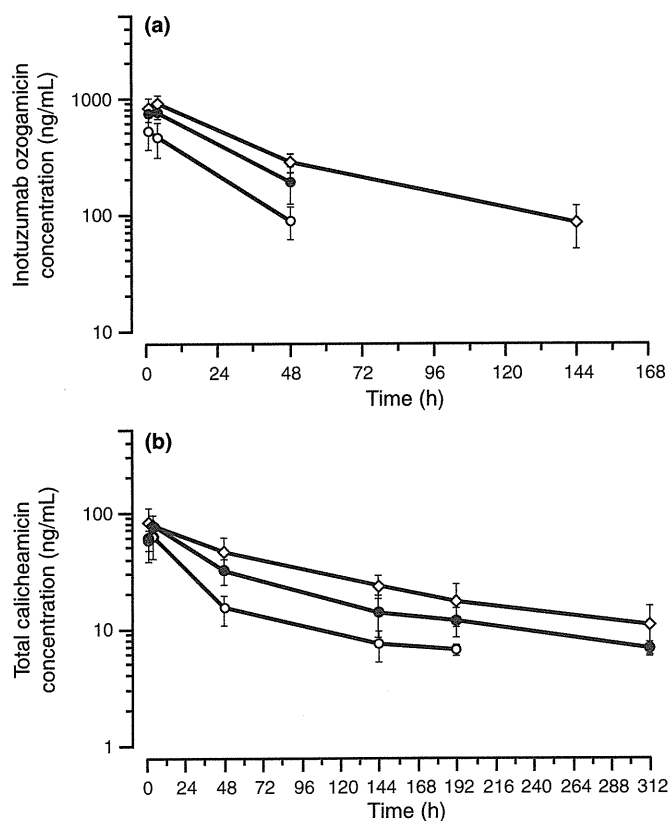 (a)
1000
100
10
Inotuzumab ozogamicin
concentration (ng/mL)
0 24 48 72 96 120 144 168
Time (h)
(b)
100
10
1
Total calicheamicin
concentration (ng/mL)
0 24 48 72 96 120 144 168 192 216 240 264 288 312
Time (h)